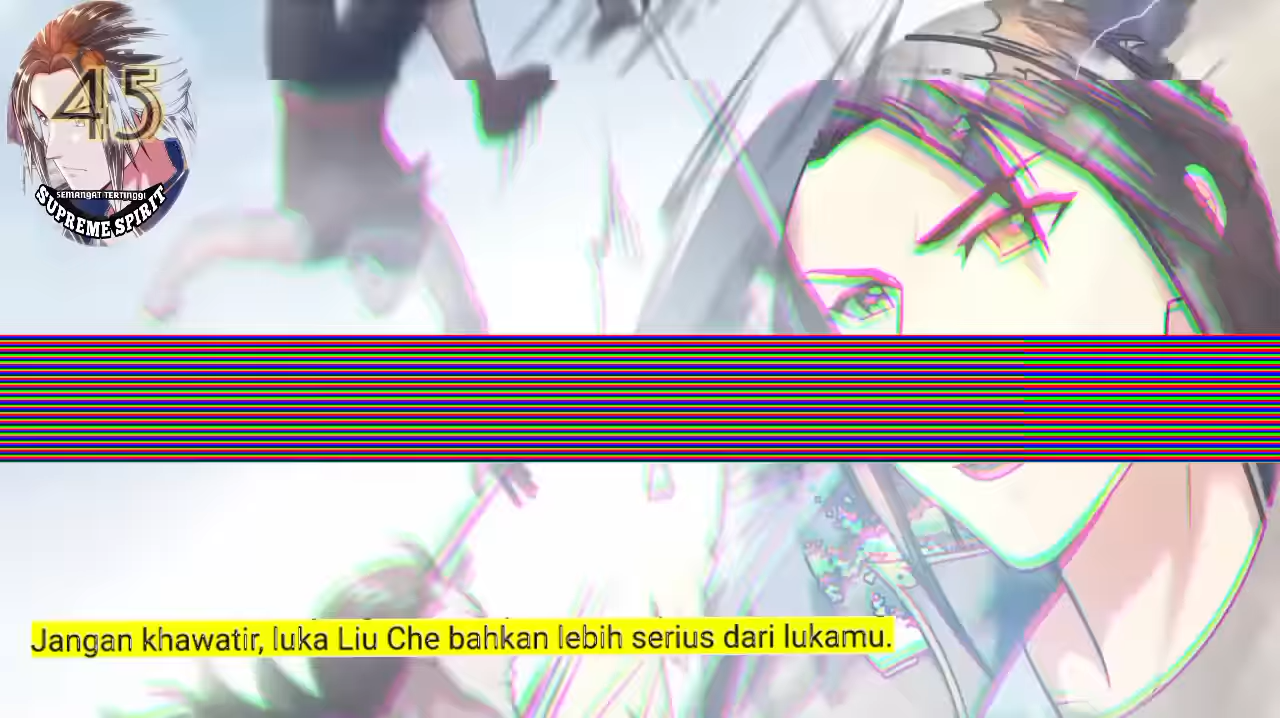 45
SEMANGAT TERTINGGI
SUPREME SPIRIT
Jangan khawatir, luka Liu Che bahkan lebih serius dari lukamu.